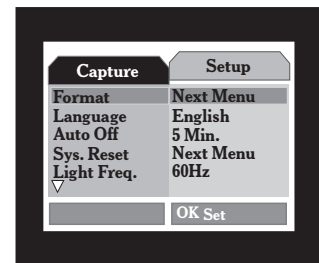 Capture Setup
Format Next Menu
Language English
Auto Off 5 Min.
Sys. Reset Next Menu
Light Freq. 60Hz
OK Set